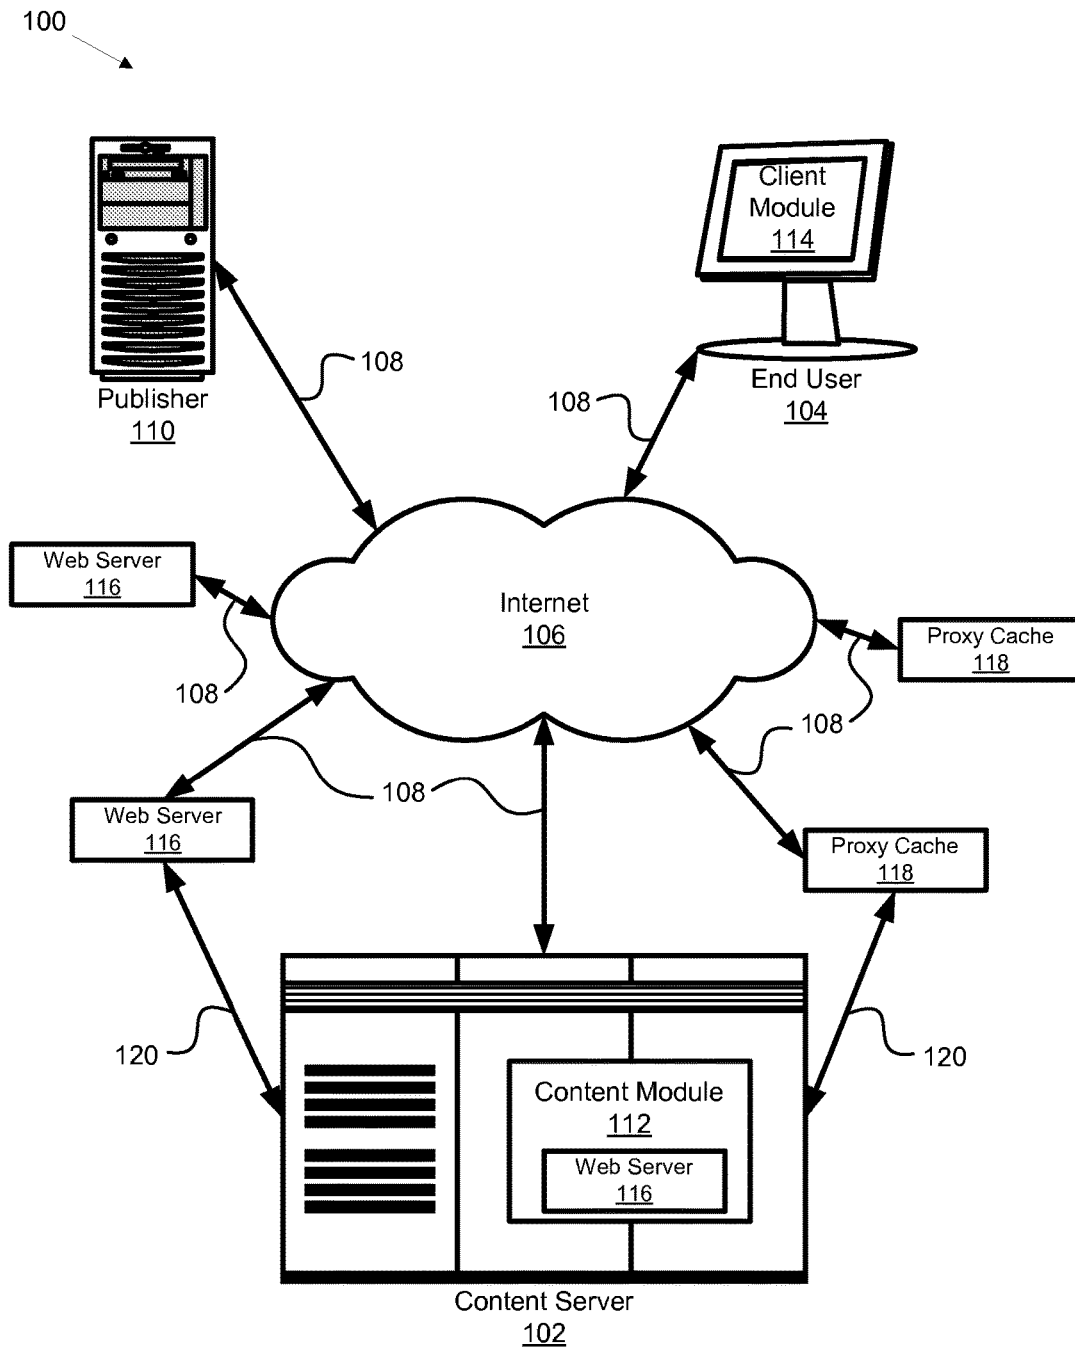 100
Client
Module
114
Publisher
110
108
End User
104
108
Web Server
116
Internet
106
Proxy Cache
118
108
108
108
Web Server
116
Proxy Cache
118
120
120
Content Module
112
Web Server
116
Content Server
102